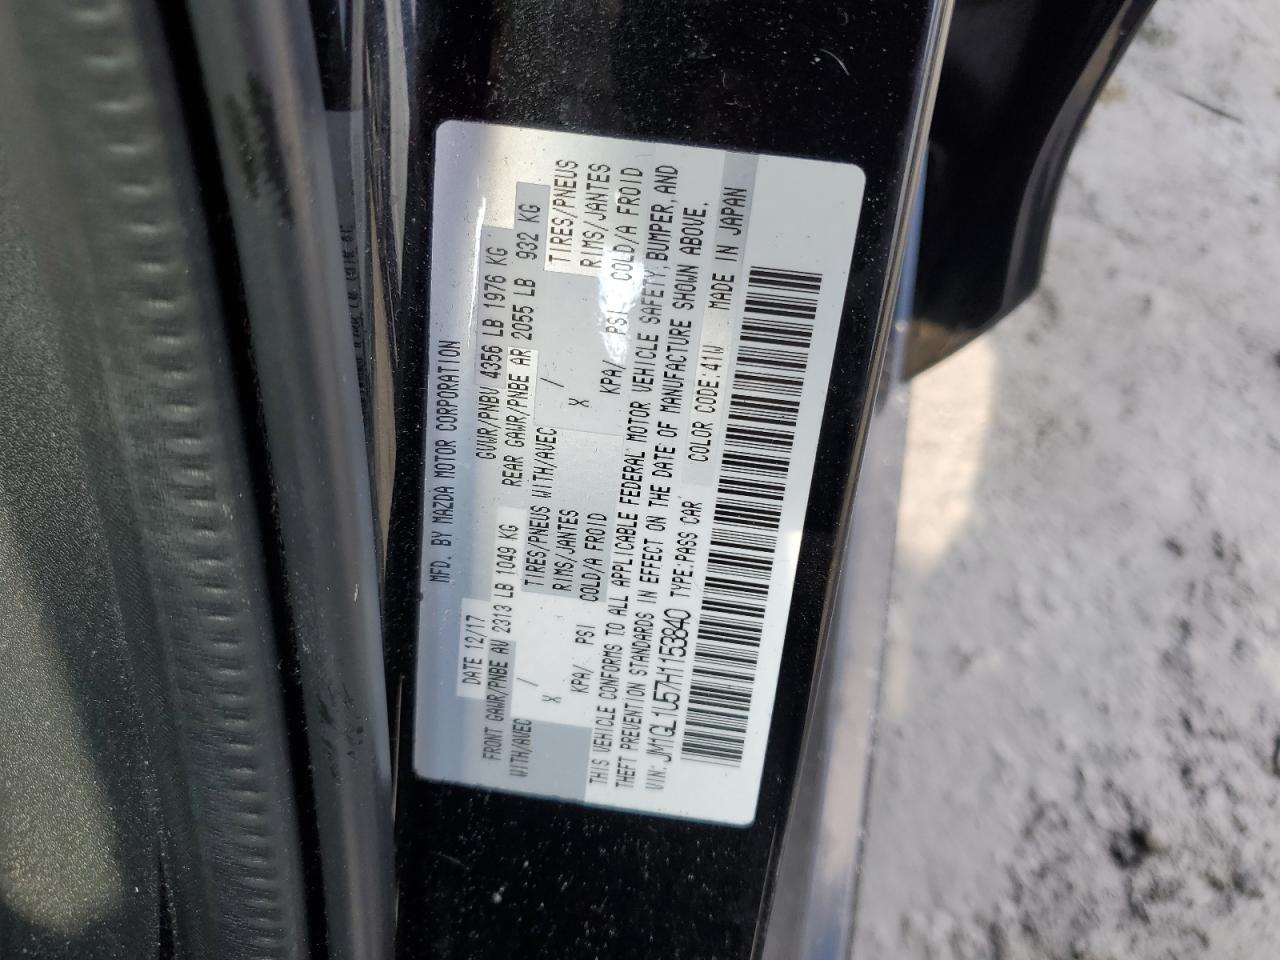 MFD. BY MAZDA MOTOR CORPORATION
DATE 12/17 GVWR/PNBV 4356 LB 1976 KG
FRONT GAWR/PNBE AV 2313 LB 1049 KG REAR GAWR/PNBE AR 2055 LB 932 KG
WITH/AVEC / TIRES/PNEUS WITH/AVEC / TIRES/PNEUS
X RIMS/JANTES X RIMS/JANTES
KPA/ PSI COLD/A FROID KPA/ PSI COLD/A FROID
THIS VEHICLE CONFORMS TO ALL APPLICABLE FEDERAL MOTOR VEHICLE SAFETY, BUMPER, AND
THEFT PREVENTION STANDARDS IN EFFECT ON THE DATE OF MANUFACTURE SHOWN ABOVE.
VIN: JM1GL1U57H1153840 TYPE:PASS CAR COLOR CODE:41W MADE IN JAPAN